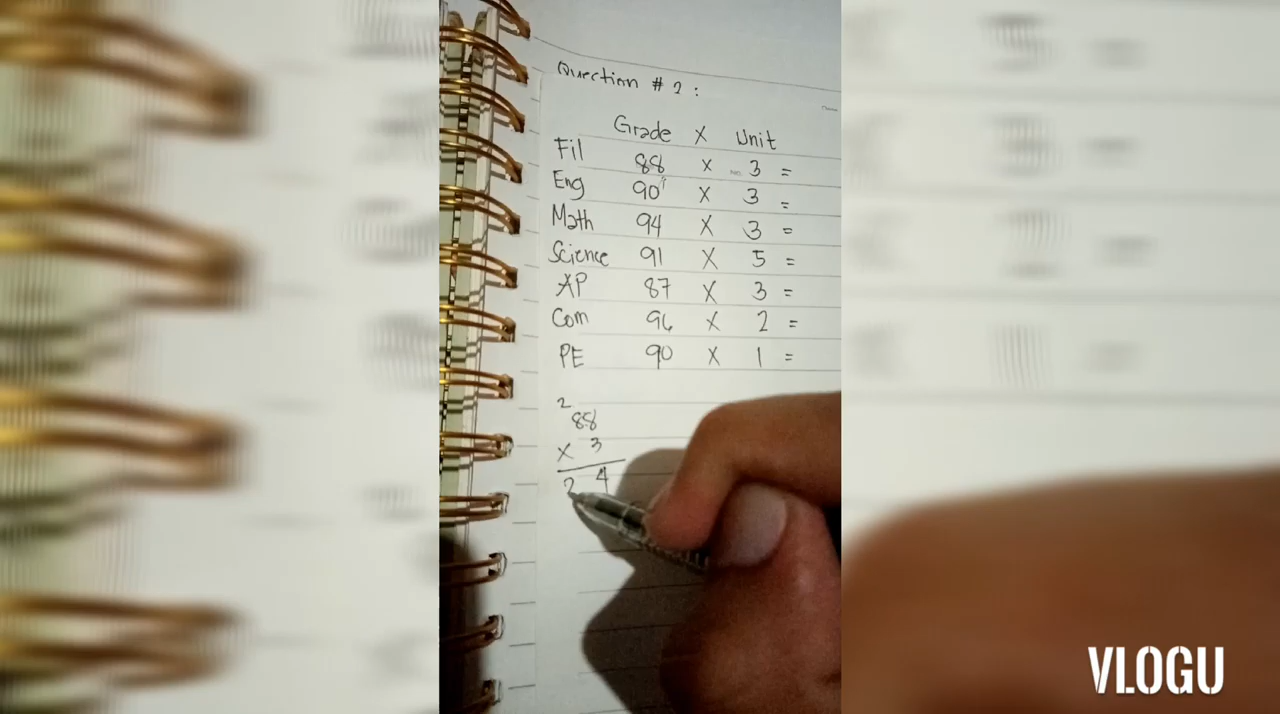 Question # 2 :
Grade X Unit
Fil 88 X 3 =
Eng 90 X 3 =
Math 94 X 3 =
Science 91 X 5 =
AP 87 X 3 =
Com 96 X 2 =
PE 90 X 1 =
2
88
X 3
2 4
VLOGU